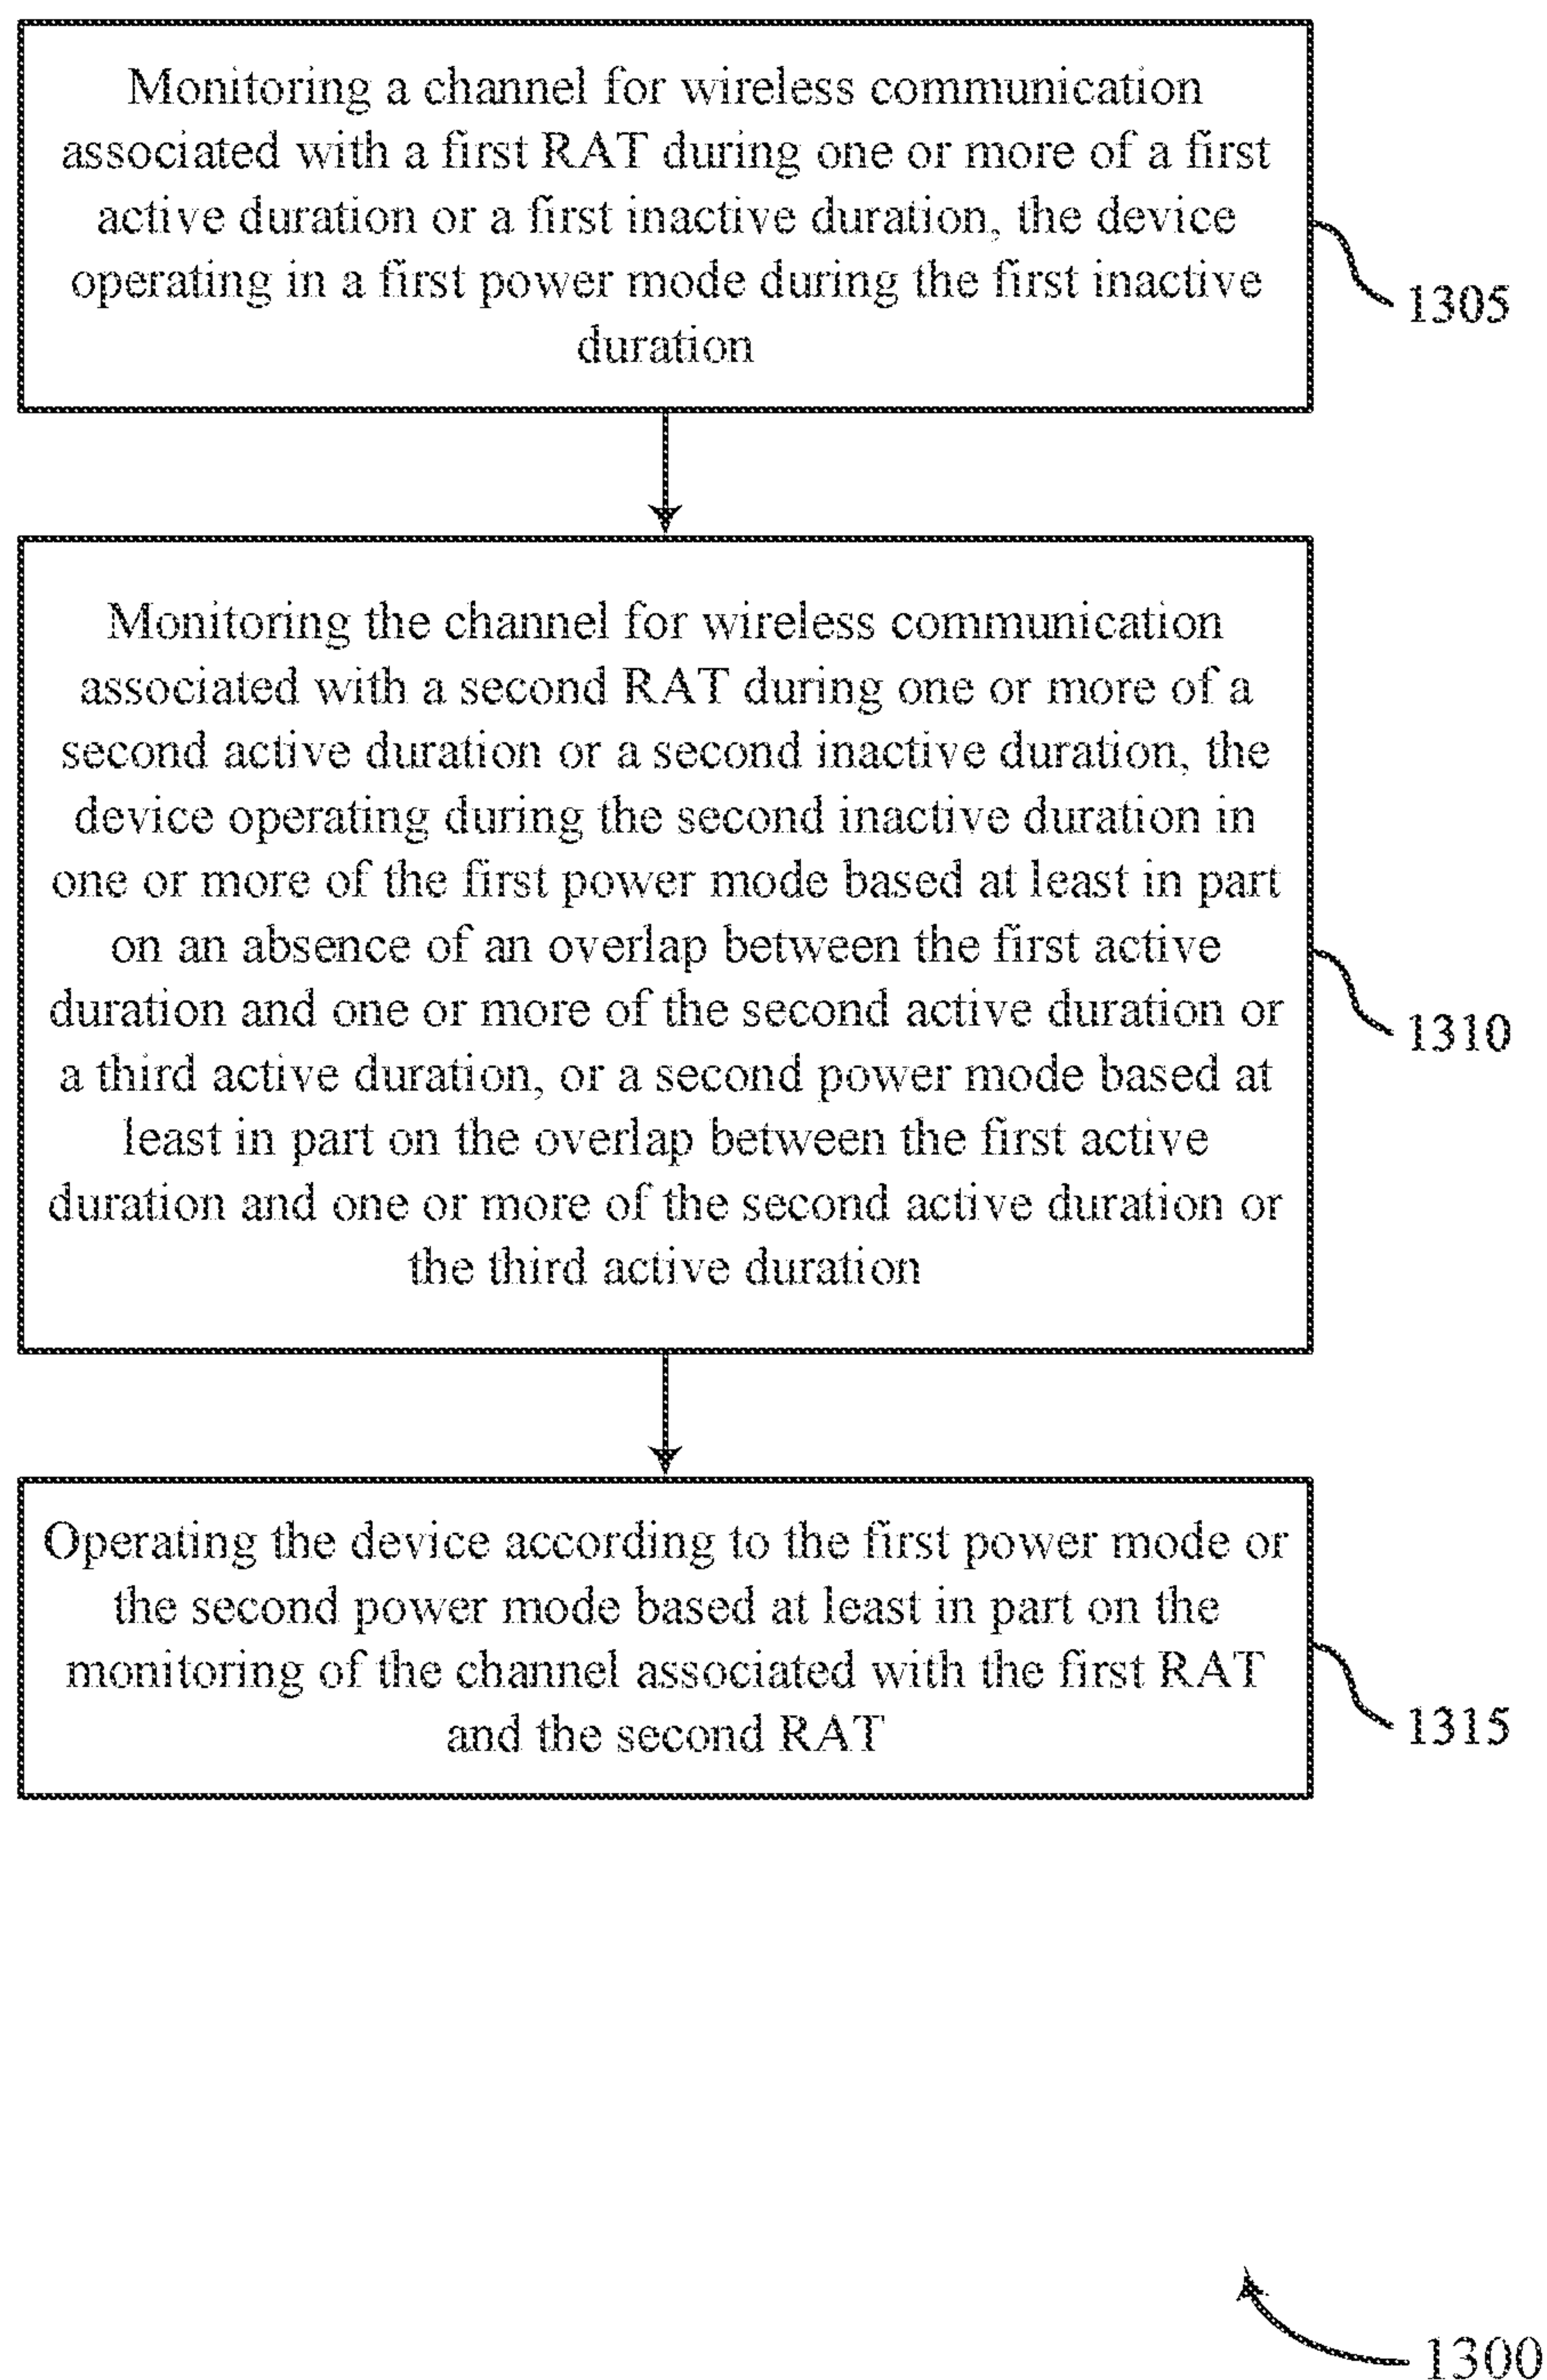 Monitoring a channel for wireless communication
associated with a first RAT during one or more of a first
active duration or a first inactive duration, the device
operating in a first power mode during the first inactive
duration
1305
Monitoring the channel for wireless communication
associated with a second RAT during one or more of a
second active duration or a second inactive duration, the
device operating during the second inactive duration in
one or more of the first power mode based at least in part
on an absence of an overlap between the first active
duration and one or more of the second active duration or
a third active duration, or a second power mode based at
least in part on the overlap between the first active
duration and one or more of the second active duration or
the third active duration
1310
Operating the device according to the first power mode or
the second power mode based at least in part on the
monitoring of the channel associated with the first RAT
and the second RAT
1315
1300